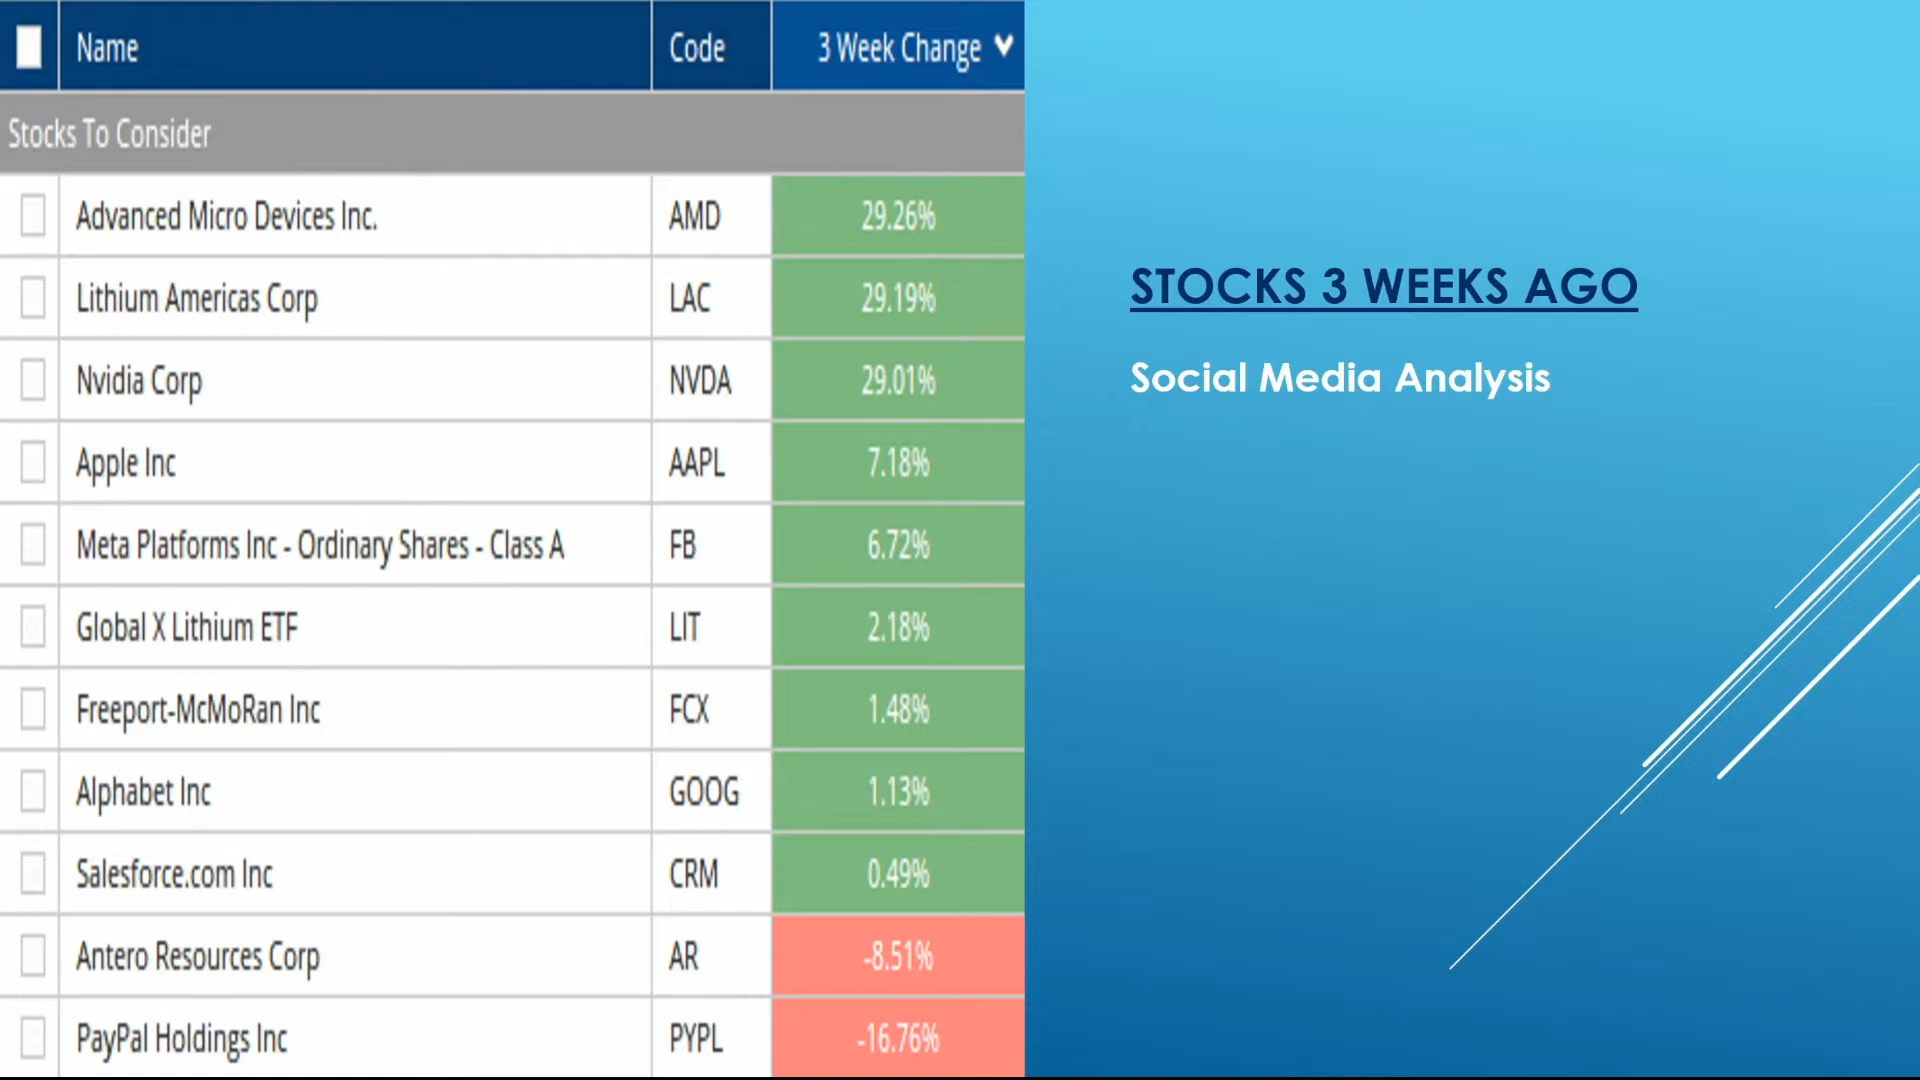 Name Code 3 Week Change
Stocks To Consider
Advanced Micro Devices Inc. AMD 29.26%
Lithium Americas Corp LAC 29.19%
Nvidia Corp NVDA 29.01%
Apple Inc AAPL 7.18%
Meta Platforms Inc - Ordinary Shares - Class A FB 6.72%
Global X Lithium ETF LIT 2.18%
Freeport-McMoRan Inc FCX 1.48%
Alphabet Inc GOOG 1.13%
Salesforce.com Inc CRM 0.49%
Antero Resources Corp AR -8.51%
PayPal Holdings Inc PYPL -16.76%
STOCKS 3 WEEKS AGO
Social Media Analysis